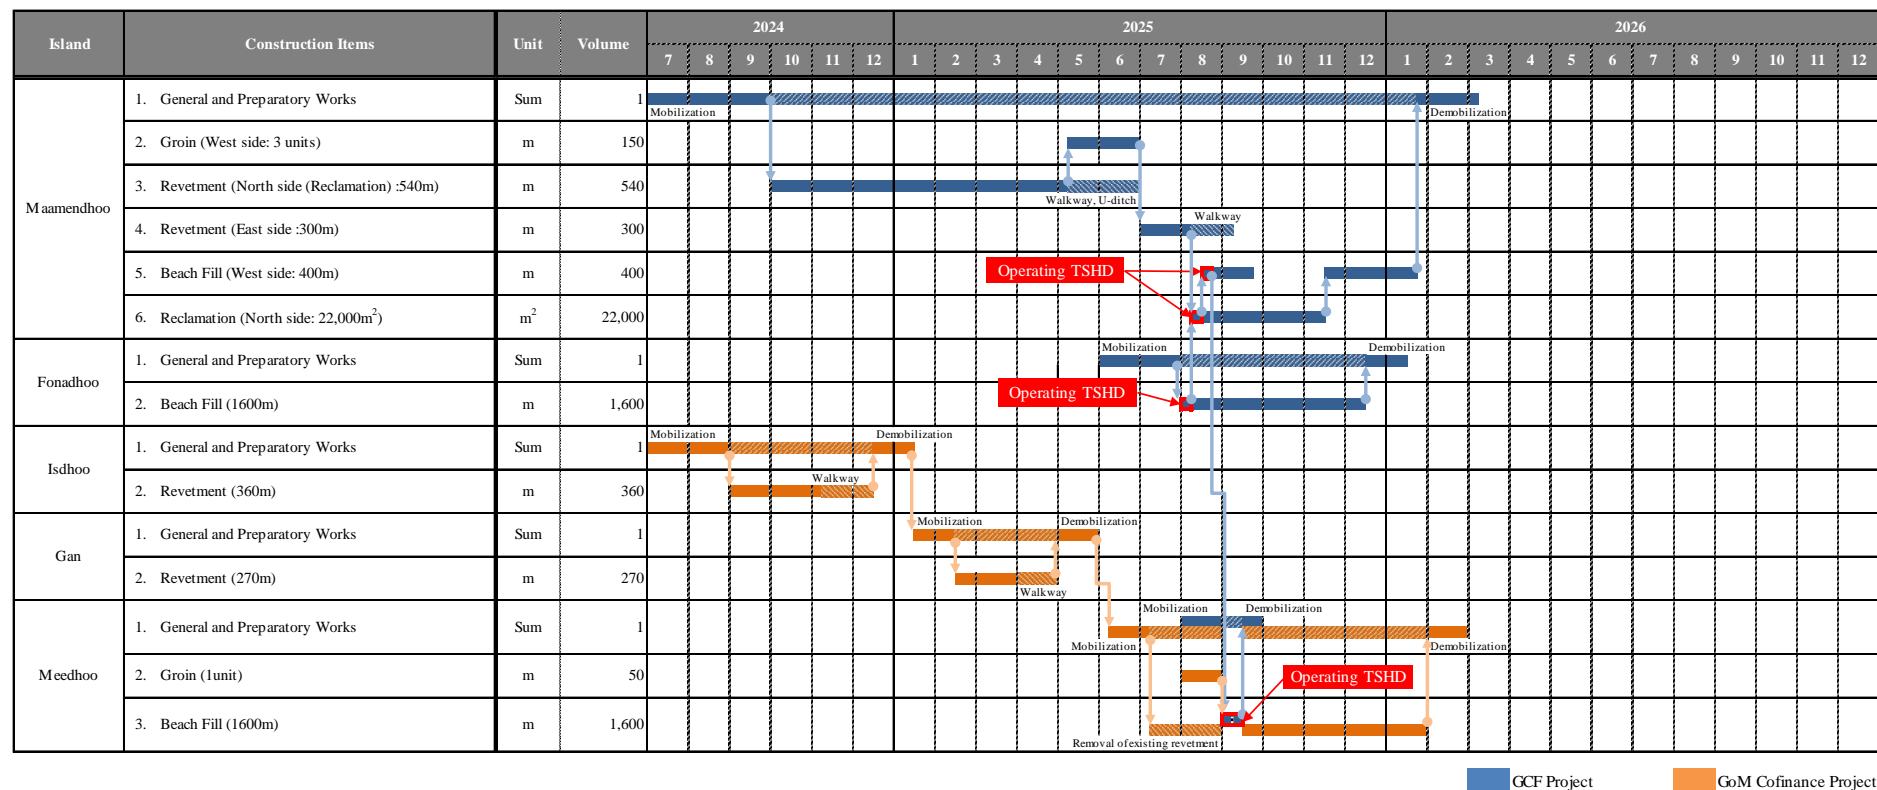 Island Construction Items Unit Volume 2024 2025 2026
7 8 9 10 11 12 1 2 3 4 5 6 7 8 9 10 11 12 1 2 3 4 5 6 7 8 9 10 11 12
Maamendhoo
1. General and Preparatory Works Sum 1
Mobilization Demobilization
2. Groin (West side: 3 units) m 150
3. Revetment (North side (Reclamation) :540m) m 540
Walkway, U-ditch
4. Revetment (East side :300m) m 300
Walkway
5. Beach Fill (West side: 400m) m 400
Operating TSHD
6. Reclamation (North side: 22,000m²) m² 22,000
Fonadhoo
1. General and Preparatory Works Sum 1
Mobilization Demobilization
2. Beach Fill (1600m) m 1,600
Operating TSHD
Isdhoo
1. General and Preparatory Works Sum 1
Mobilization Demobilization
2. Revetment (360m) m 360
Walkway
Gan
1. General and Preparatory Works Sum 1
Mobilization Demobilization
2. Revetment (270m) m 270
Walkway
Meedhoo
1. General and Preparatory Works Sum 1
Mobilization Demobilization
Mobilization Demobilization
2. Groin (1unit) m 50
Operating TSHD
3. Beach Fill (1600m) m 1,600
Removal of existing revetment
GCF Project GoM Cofinance Project